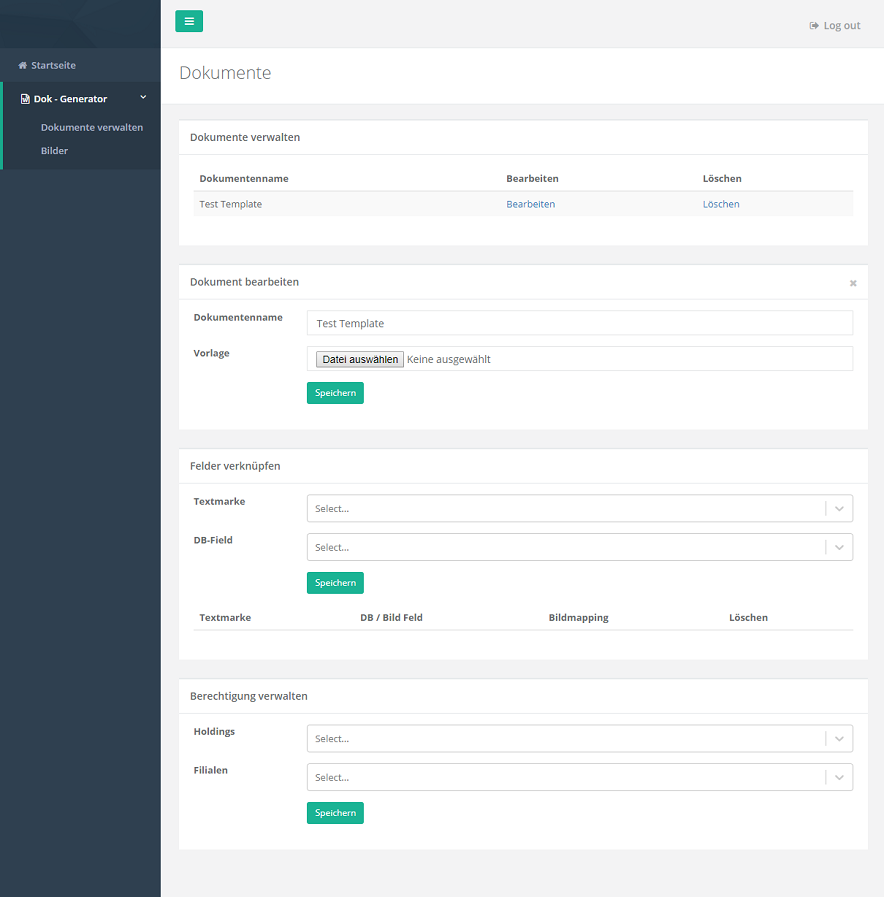 Log out
Startseite
Dok - Generator
Dokumente verwalten
Bilder
Dokumente
Dokumente verwalten
Dokumentenname Bearbeiten Löschen
Test Template Bearbeiten Löschen
Dokument bearbeiten
Dokumentenname Test Template
Vorlage Datei auswählen Keine ausgewählt
Speichern
Felder verknüpfen
Textmarke Select...
DB-Field Select...
Speichern
Textmarke DB / Bild Feld Bildmapping Löschen
Berechtigung verwalten
Holdings Select...
Filialen Select...
Speichern